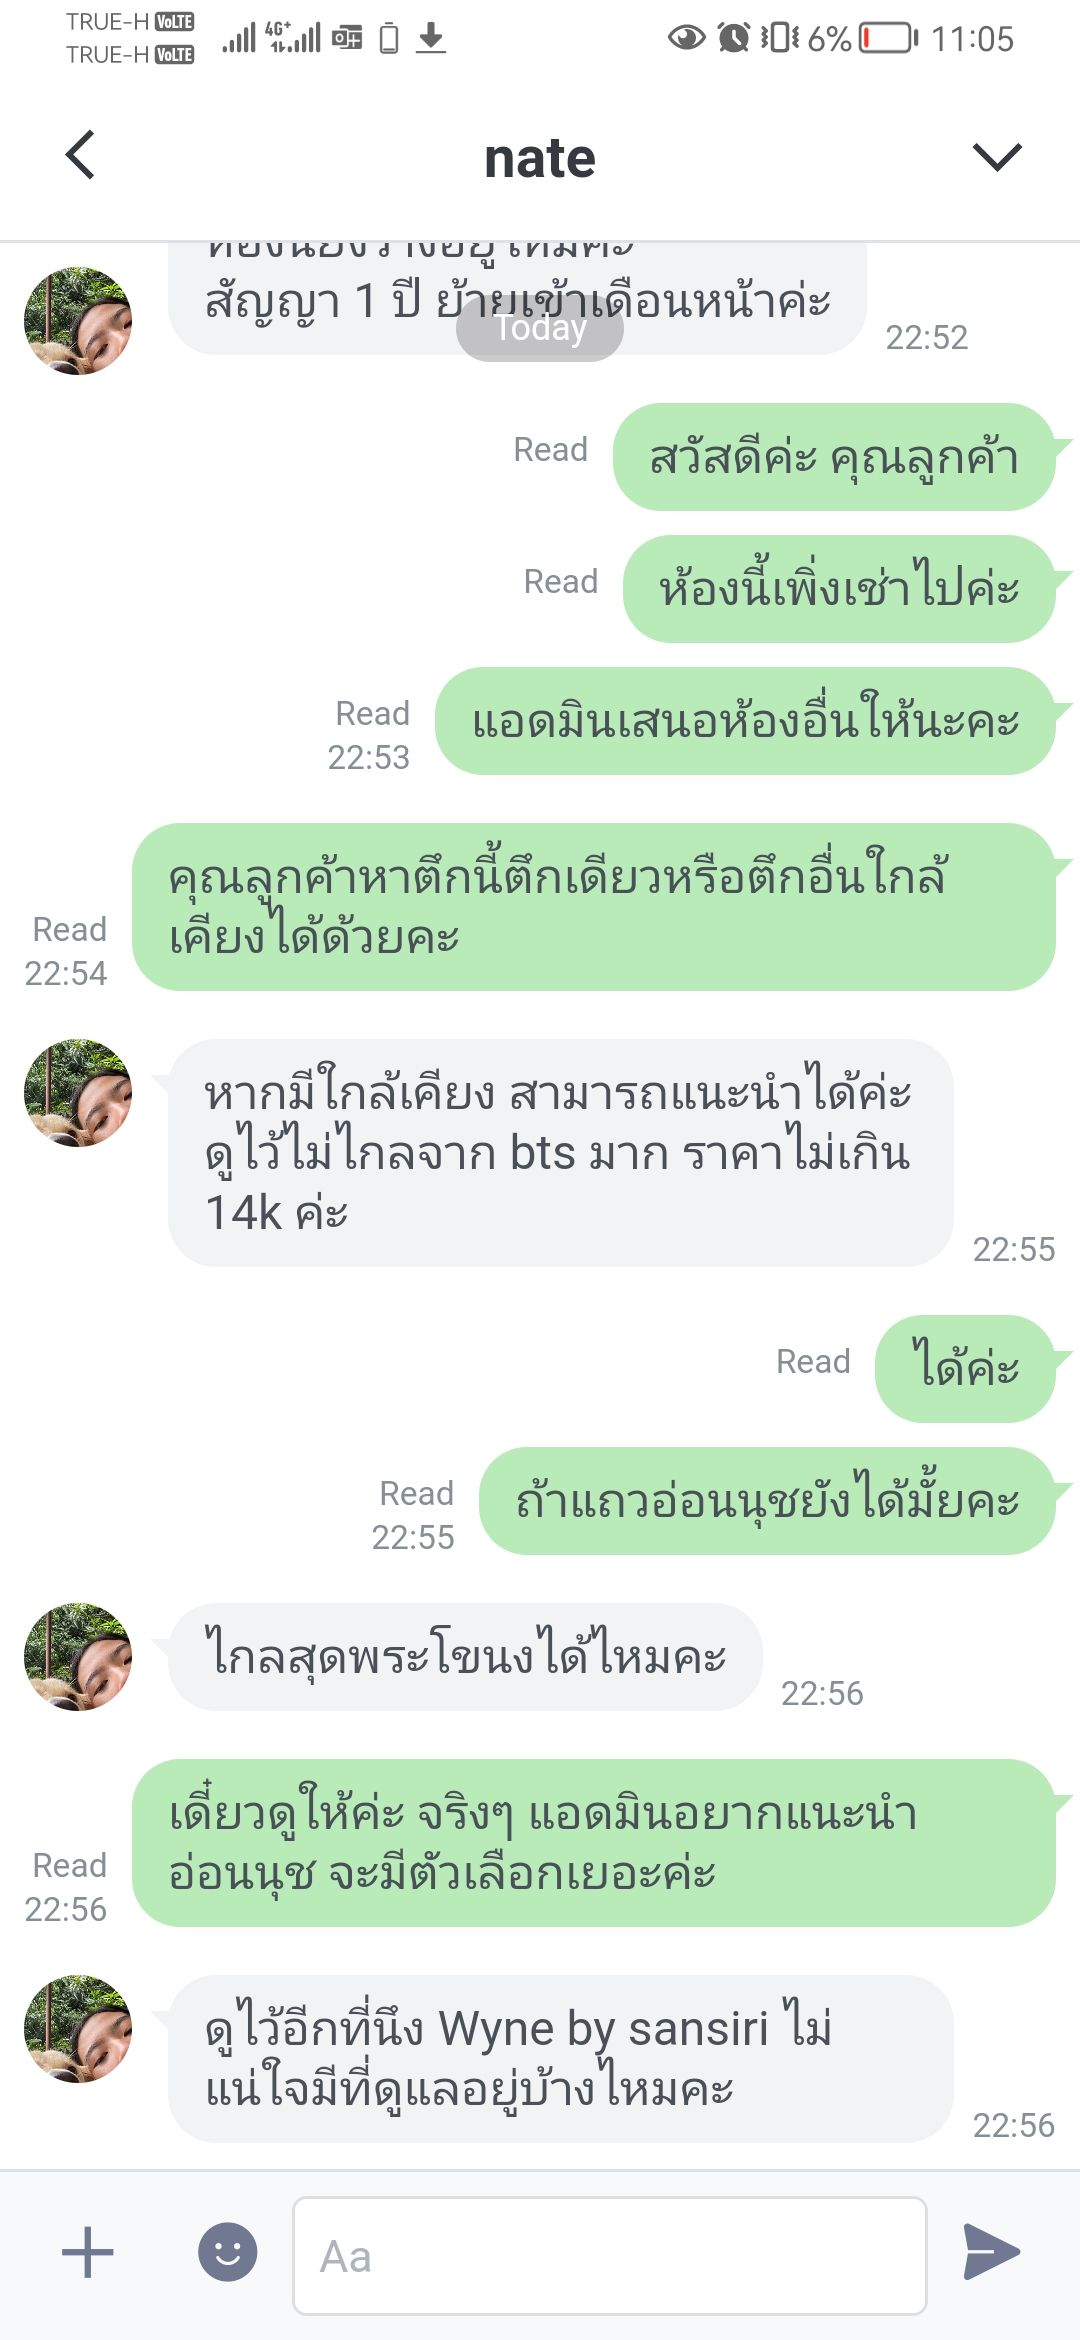 TRUE-H VoLTE
TRUE-H VoLTE
4G+
6%
11:05
nate
ห้องนี้ยังว่างอยู่ไหมคะ
สัญญา 1 ปี ย้ายเข้าเดือนหน้าค่ะ
22:52
Today
Read
สวัสดีค่ะ คุณลูกค้า
Read
ห้องนี้เพิ่งเช่าไปค่ะ
Read
22:53
แอดมินเสนอห้องอื่นให้นะคะ
คุณลูกค้าหาตึกนี้ตึกเดียวหรือตึกอื่นใกล้
เคียงได้ด้วยคะ
Read
22:54
หากมีใกล้เคียง สามารถแนะนำได้ค่ะ
ดูไว้ไม่ไกลจาก bts มาก ราคาไม่เกิน
14k ค่ะ
22:55
Read
ได้ค่ะ
Read
22:55
ถ้าแถวอ่อนนุชยังได้มั้ยคะ
ไกลสุดพระโขนงได้ไหมคะ
22:56
เดี๋ยวดูให้ค่ะ จริงๆ แอดมินอยากแนะนำ
อ่อนนุช จะมีตัวเลือกเยอะค่ะ
Read
22:56
ดูไว้อีกที่นึง Wyne by sansiri ไม่
แน่ใจมีที่ดูแลอยู่บ้างไหมคะ
22:56
Aa